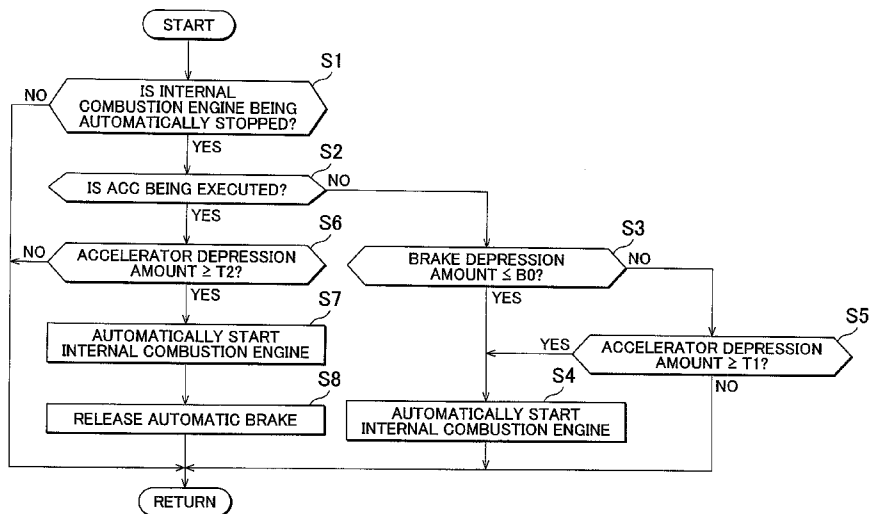 START
S1
IS INTERNAL
COMBUSTION ENGINE BEING
AUTOMATICALLY STOPPED?
NO
YES
S2
IS ACC BEING EXECUTED?
NO
YES
S6
ACCELERATOR DEPRESSION
AMOUNT ≥ T2?
NO
YES
S3
BRAKE DEPRESSION
AMOUNT ≤ B0?
NO
YES
S7
AUTOMATICALLY START
INTERNAL COMBUSTION ENGINE
S5
ACCELERATOR DEPRESSION
AMOUNT ≥ T1?
YES
NO
S8
RELEASE AUTOMATIC BRAKE
S4
AUTOMATICALLY START
INTERNAL COMBUSTION ENGINE
RETURN